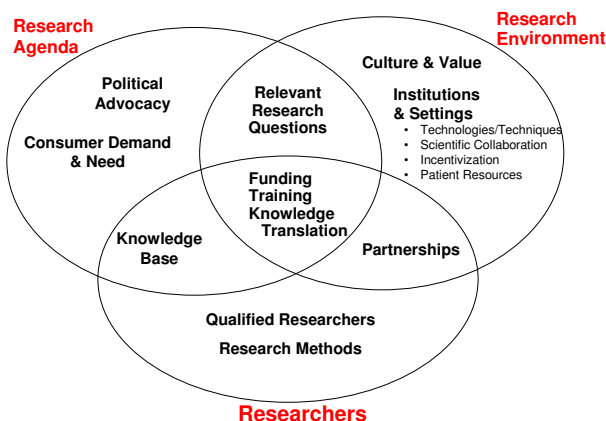 Research
Agenda
Research
Environment
Political
Advocacy
Consumer Demand
& Need
Relevant
Research
Questions
Culture & Value
Institutions
& Settings
• Technologies/Techniques
• Scientific Collaboration
• Incentivization
• Patient Resources
Funding
Training
Knowledge
Translation
Knowledge
Base
Partnerships
Qualified Researchers
Research Methods
Researchers